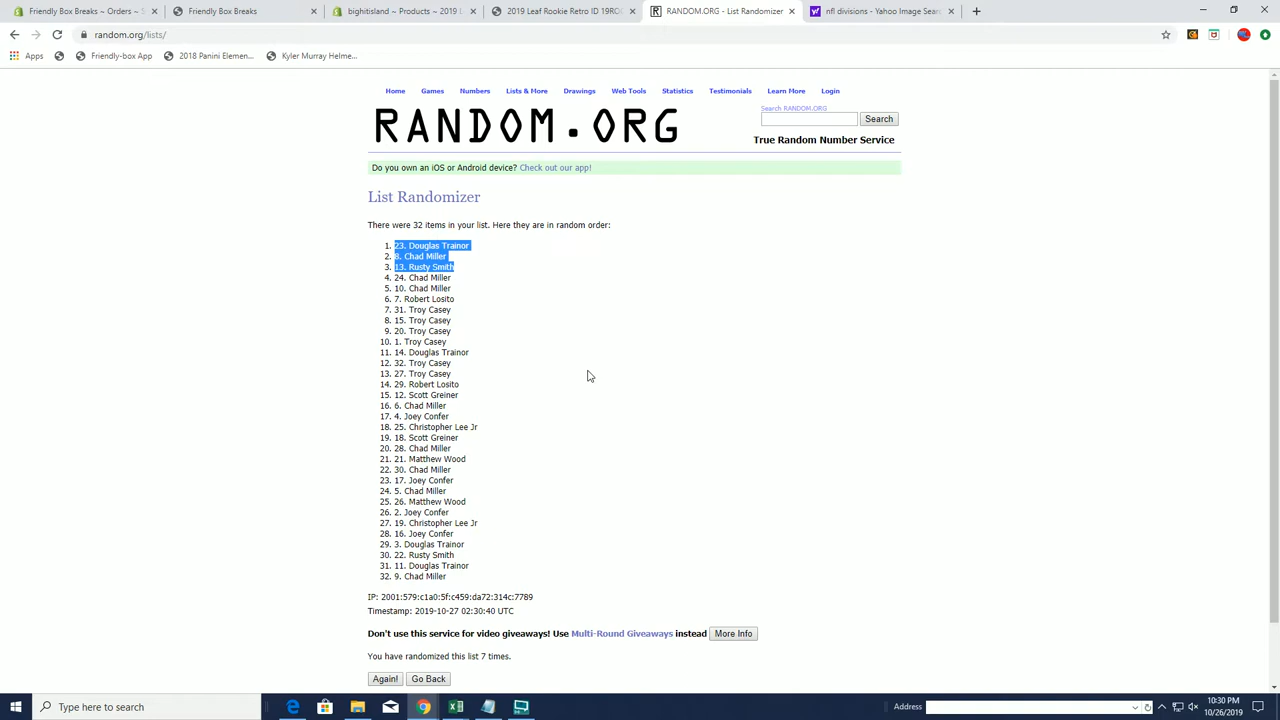 Friendly Box Breaks - Orders - S
Friendly Box Breaks
bighitisland ~ Products ~ 2019 L
2019 Leaf Rookie Retro ID 19RO
RANDOM.ORG - List Randomizer
nfl divisions - Yahoo Image Sear
random.org/lists/
Apps
Friendly-box App
2018 Panini Elemen...
Kyler Murray Helme...
Home Games Numbers Lists & More Drawings Web Tools Statistics Testimonials Learn More Login
RANDOM.ORG
Search RANDOM.ORG
Search
True Random Number Service
Do you own an iOS or Android device? Check out our app!
List Randomizer
There were 32 items in your list. Here they are in random order:
1. 23. Douglas Trainor
2. 8. Chad Miller
3. 13. Rusty Smith
4. 24. Chad Miller
5. 10. Chad Miller
6. 7. Robert Losito
7. 31. Troy Casey
8. 15. Troy Casey
9. 20. Troy Casey
10. 1. Troy Casey
11. 14. Douglas Trainor
12. 32. Troy Casey
13. 27. Troy Casey
14. 29. Robert Losito
15. 12. Scott Greiner
16. 6. Chad Miller
17. 4. Joey Confer
18. 25. Christopher Lee Jr
19. 18. Scott Greiner
20. 28. Chad Miller
21. 21. Matthew Wood
22. 30. Chad Miller
23. 17. Joey Confer
24. 5. Chad Miller
25. 26. Matthew Wood
26. 2. Joey Confer
27. 19. Christopher Lee Jr
28. 16. Joey Confer
29. 3. Douglas Trainor
30. 22. Rusty Smith
31. 11. Douglas Trainor
32. 9. Chad Miller
IP: 2001:579:c1a0:5f:c459:da72:314c:7789
Timestamp: 2019-10-27 02:30:40 UTC
Don't use this service for video giveaways! Use Multi-Round Giveaways instead More Info
You have randomized this list 7 times.
Again! Go Back
Type here to search
Address
10:30 PM
10/26/2019